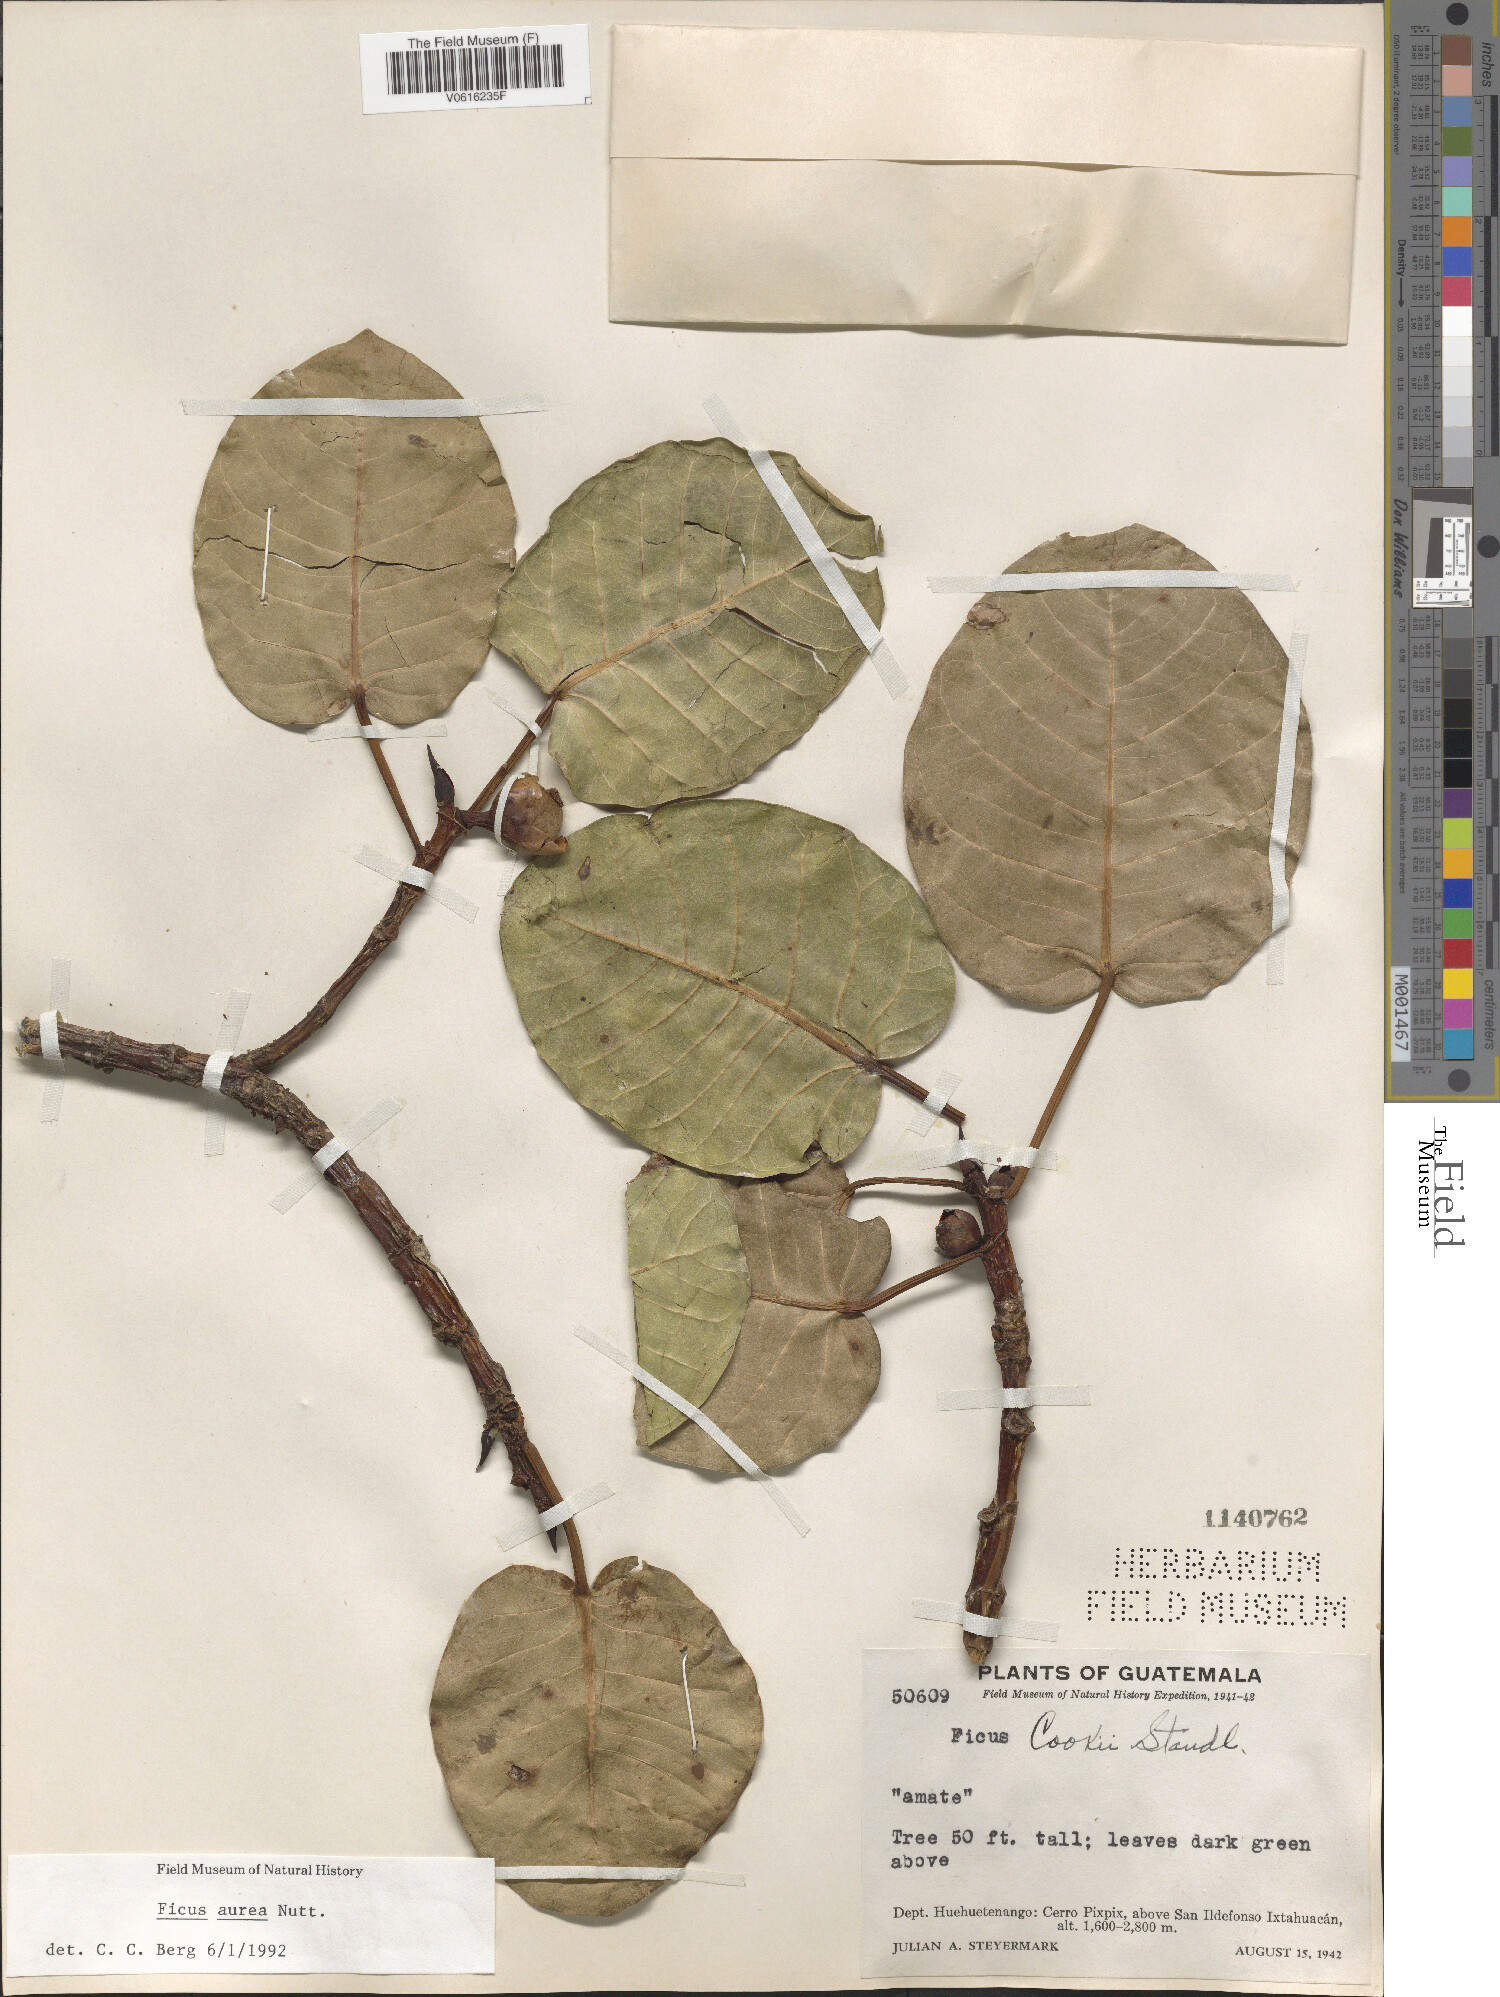 The Field Museum (F)
V0616235F
inches
Density
Don Williams
M001467
centimeters
The Field
Museum
1140762
HERBARIUM
FIELD MUSEUM
PLANTS OF GUATEMALA
50609
Field Museum of Natural History Expedition, 1941-42
Ficus Cookii Standl.
"amate"
Tree 50 ft. tall; leaves dark green
above
Dept. Huehuetenango: Cerro Pixpix, above San Ildefonso Ixtahuacán,
alt. 1,600-2,800 m.
JULIAN A. STEYERMARK
AUGUST 15, 1942
Field Museum of Natural History
Ficus aurea Nutt.
det. C. C. Berg 6/1/1992